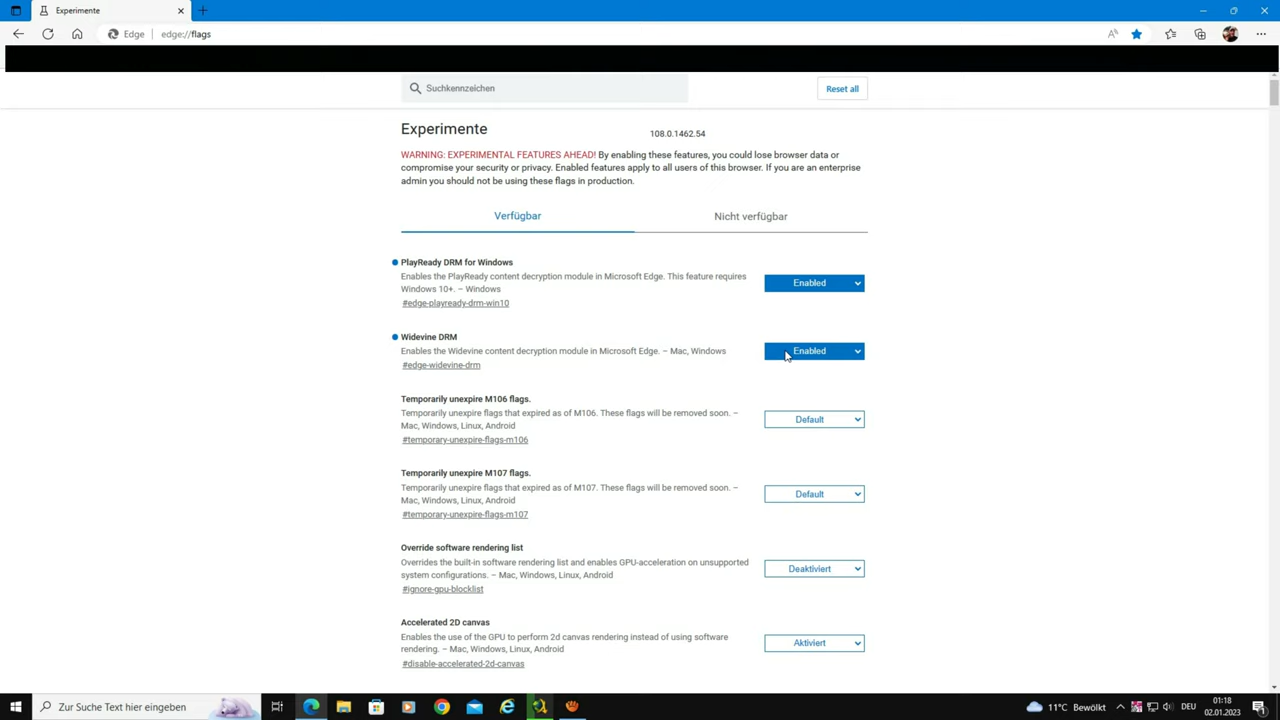 Experimente
Edge
edge://flags
Suchkennzeichen
Reset all
Experimente
108.0.1462.54
WARNING: EXPERIMENTAL FEATURES AHEAD! By enabling these features, you could lose browser data or
compromise your security or privacy. Enabled features apply to all users of this browser. If you are an enterprise
admin you should not be using these flags in production.
Verfügbar
Nicht verfügbar
PlayReady DRM for Windows
Enables the PlayReady content decryption module in Microsoft Edge. This feature requires
Windows 10+. – Windows
#edge-playready-drm-win10
Enabled
Widevine DRM
Enables the Widevine content decryption module in Microsoft Edge. – Mac, Windows
#edge-widevine-drm
Enabled
Temporarily unexpire M106 flags.
Temporarily unexpire flags that expired as of M106. These flags will be removed soon. –
Mac, Windows, Linux, Android
#temporary-unexpire-flags-m106
Default
Temporarily unexpire M107 flags.
Temporarily unexpire flags that expired as of M107. These flags will be removed soon. –
Mac, Windows, Linux, Android
#temporary-unexpire-flags-m107
Default
Override software rendering list
Overrides the built-in software rendering list and enables GPU-acceleration on unsupported
system configurations. – Mac, Windows, Linux, Android
#ignore-gpu-blocklist
Deaktiviert
Accelerated 2D canvas
Enables the use of the GPU to perform 2d canvas rendering instead of using software
rendering. – Mac, Windows, Linux, Android
#disable-accelerated-2d-canvas
Aktiviert
Zur Suche Text hier eingeben
11°C Bewölkt
DEU
01:18
02.01.2023
1